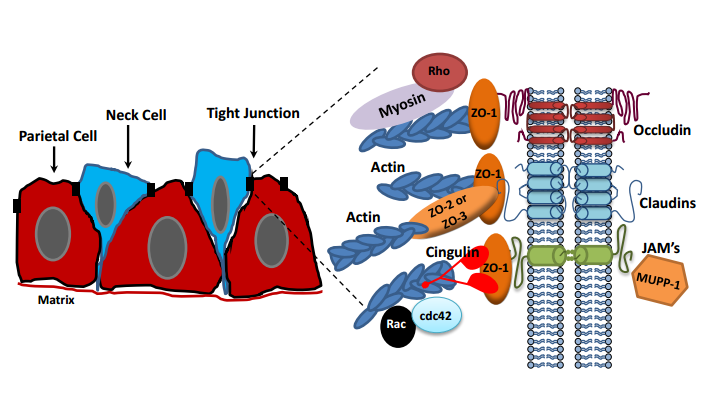 Parietal Cell
Neck Cell
Tight Junction
Matrix
Rho
Myosin
ZO-1
Occludin
Actin
ZO-1
ZO-2 or
ZO-3
Claudins
Actin
Cingulin
ZO-1
JAM's
MUPP-1
Rac
cdc42